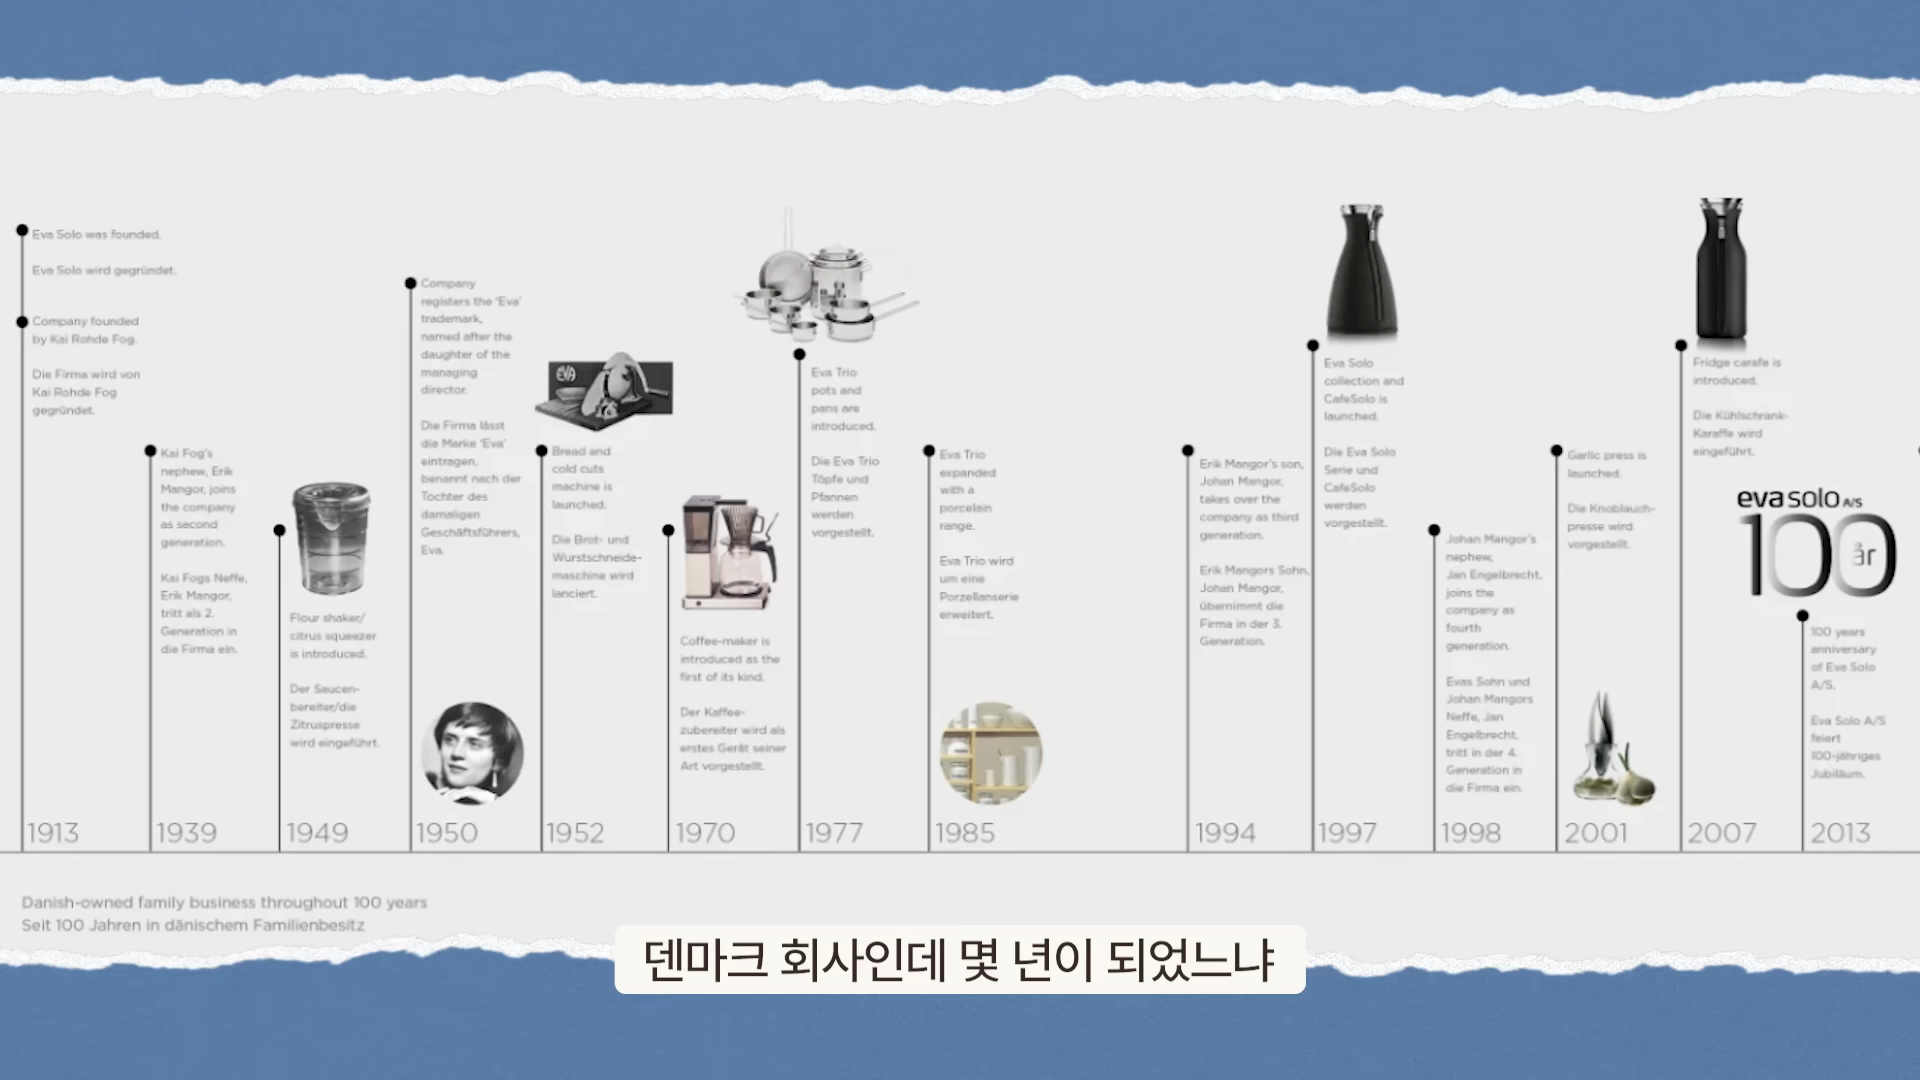 Eva Solo was founded.
Eva Solo wird gegründet.
Company founded
by Kai Rohde Fog.
Die Firma wird von
Kai Rohde Fog
gegründet.
1913
Kai Fog's
nephew, Erik
Mangor, joins
the company
as second
generation.
Kai Fogs Neffe,
Erik Mangor,
tritt als 2.
Generation in
die Firma ein.
1939
Flour shaker/
citrus squeezer
is introduced.
Der Saucen-
bereiter/die
Zitruspresse
wird eingeführt.
1949
Company
registers the 'Eva'
trademark,
named after the
daughter of the
managing
director.
Die Firma lässt
die Marke 'Eva'
eintragen,
benannt nach der
Tochter des
damaligen
Geschäftsführers,
Eva.
1950
EVA
Bread and
cold cuts
machine is
launched.
Die Brot- und
Wurstschneide-
maschine wird
lanciert.
1952
Coffee-maker is
introduced as the
first of its kind.
Der Kaffee-
zubereiter wird als
erstes Gerät seiner
Art vorgestellt.
1970
Eva Trio
pots and
pans are
introduced.
Die Eva Trio
Töpfe und
Pfannen
werden
vorgestellt.
1977
Eva Trio
expanded
with a
porcelain
range.
Eva Trio wird
um eine
Porzellanserie
erweitert.
1985
Erik Mangor's son,
Johan Mangor,
takes over the
company as third
generation.
Erik Mangors Sohn,
Johan Mangor,
übernimmt die
Firma in der 3.
Generation.
1994
Eva Solo
collection and
CafeSolo is
launched.
Die Eva Solo
Serie und
CafeSolo
werden
vorgestellt.
1997
Johan Mangor's
nephew,
Jan Engelbrecht,
joins the
company as
fourth
generation.
Evas Sohn und
Johan Mangors
Neffe, Jan
Engelbrecht,
tritt in der 4.
Generation in
die Firma ein.
1998
Garlic press is
launched.
Die Knoblauch-
presse wird
vorgestellt.
2001
Fridge carafe is
introduced.
Die Kühlschrank-
Karaffe wird
eingeführt.
2007
eva solo A/S
100 år
100 years
anniversary
of Eva Solo
A/S.
Eva Solo A/S
feiert
100-jähriges
Jubiläum.
2013
Danish-owned family business throughout 100 years
Seit 100 Jahren in dänischem Familienbesitz
덴마크 회사인데 몇 년이 되었느냐